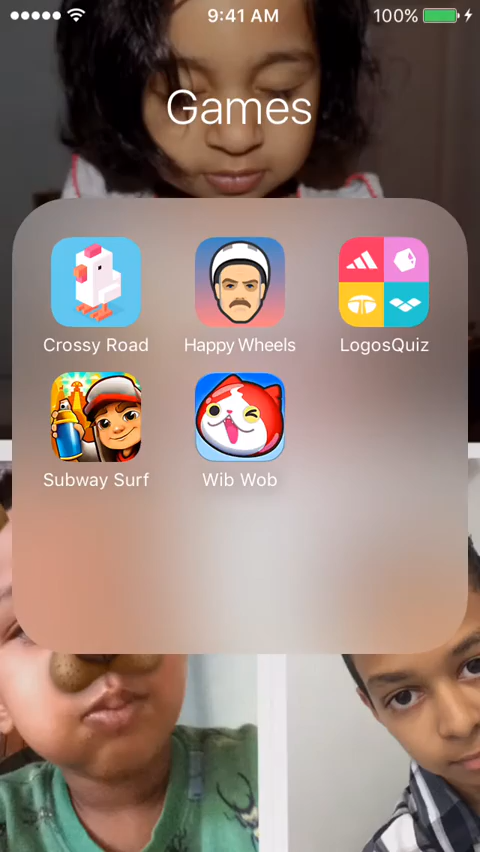 9:41 AM
100%
Games
Crossy Road
Happy Wheels
LogosQuiz
Subway Surf
Wib Wob